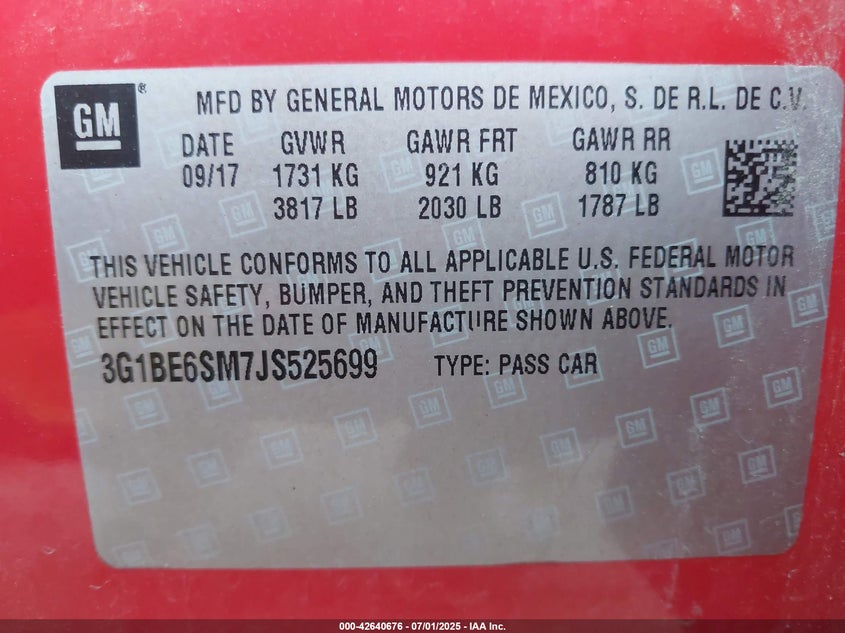 GM®
MFD BY GENERAL MOTORS DE MEXICO, S. DE R.L. DE C.V.
DATE GVWR GAWR FRT GAWR RR
09/17 1731 KG 921 KG 810 KG
3817 LB 2030 LB 1787 LB
THIS VEHICLE CONFORMS TO ALL APPLICABLE U.S. FEDERAL MOTOR
VEHICLE SAFETY, BUMPER, AND THEFT PREVENTION STANDARDS IN
EFFECT ON THE DATE OF MANUFACTURE SHOWN ABOVE.
3G1BE6SM7JS525699 TYPE: PASS CAR
000-42640676 - 07/01/2025 - IAA Inc.